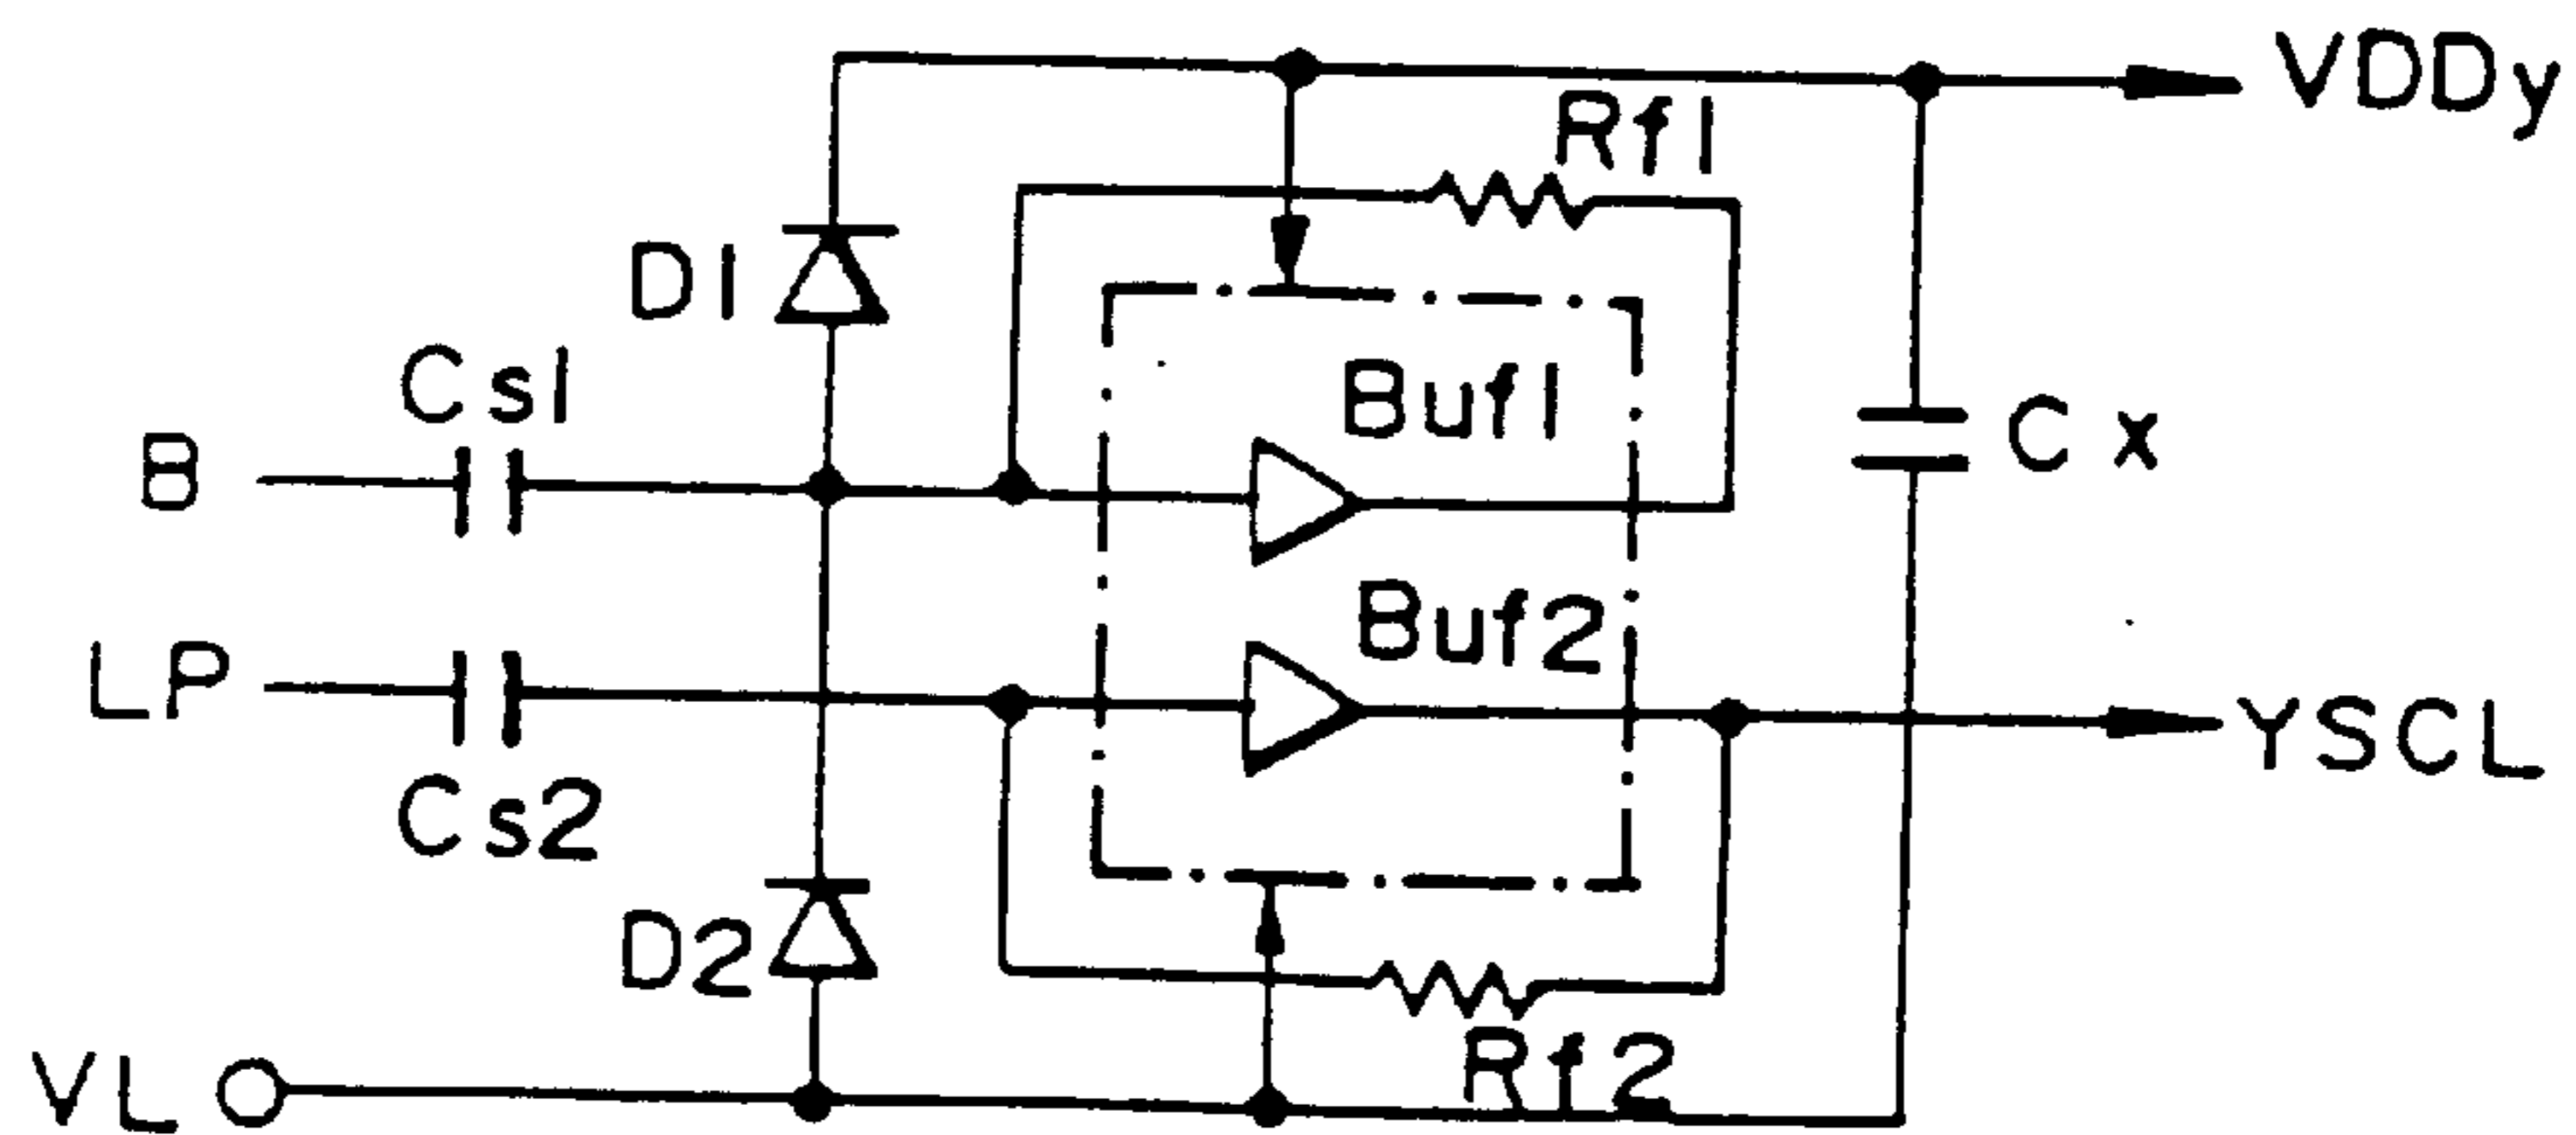 VDDy
Rf1
D1
Cs1
Buf1
B
Cx
Buf2
LP
YSCL
Cs2
D2
Rf2
VL